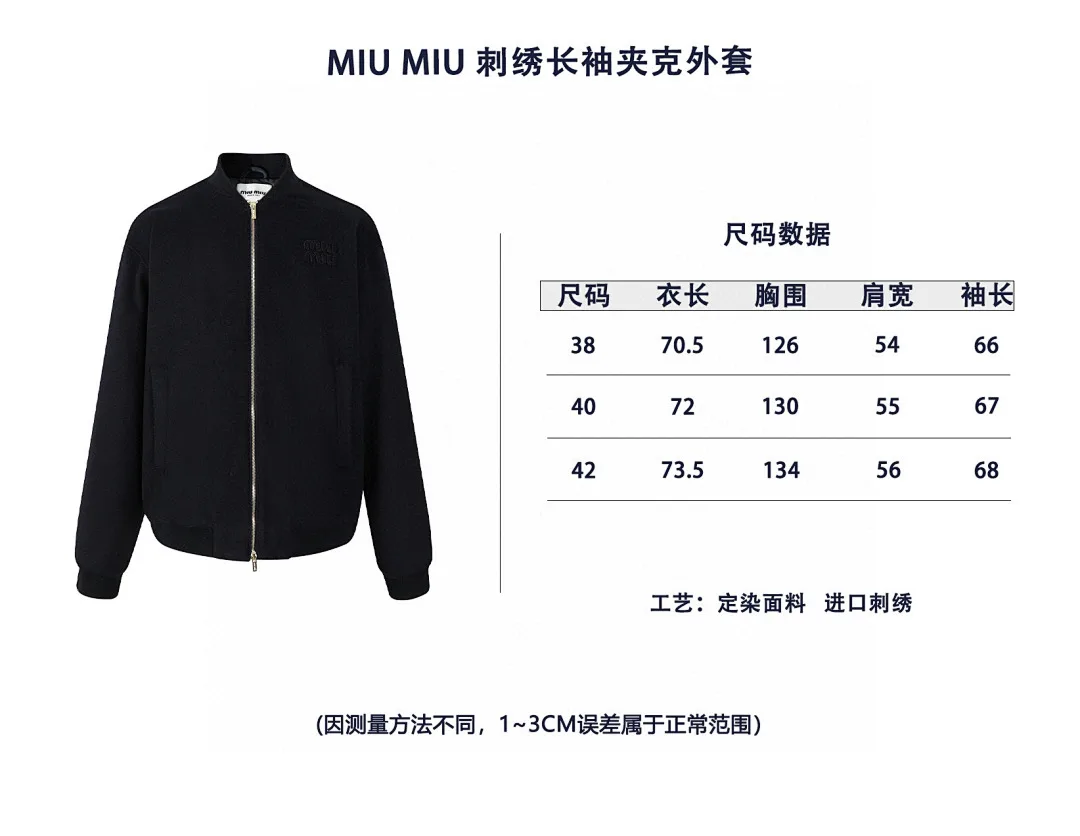 MIU MIU 刺绣长袖夹克外套
miu miu
尺码数据
尺码 衣长 胸围 肩宽 袖长
38 70.5 126 54 66
40 72 130 55 67
42 73.5 134 56 68
工艺：定染面料 进口刺绣
(因测量方法不同，1~3CM误差属于正常范围)